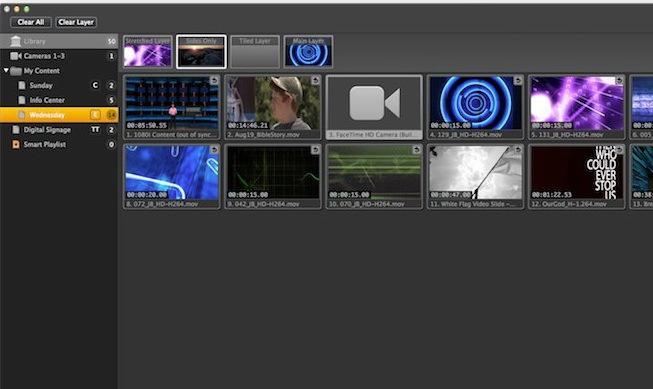 Clear All Clear Layer
Library 50
Stretched Layer Sides Only Tiled Layer Main Layer
Cameras 1-3 1
My Content
Sunday C 2
Info Center 5
Wednesday E 14
Digital Signage TT 0
Smart Playlist 0
00:05:50.55 00:14:46.21 00:00:15.00 00:00:15.00
1. 1080i Content (out of sync... 2. Aug19_BibleStory.mov 3. FaceTime HD Camera (Buil... 4. 129_J8_HD-H264.mov 5. 131_J8_HD-H264.mov 6. 005_
WHO
COULD
EVER
STOP
US
00:00:20.00 00:00:15.00 00:00:15.00 00:00:47.00 00:01:22.53
8. 072_J8_HD-H264.mov 9. 042_J8_HD-H264.mov 10. 070_J8_HD-H264.mov 11. White Flag Video Slide -... 12. OurGod_H-1.264.mov 13. Bre